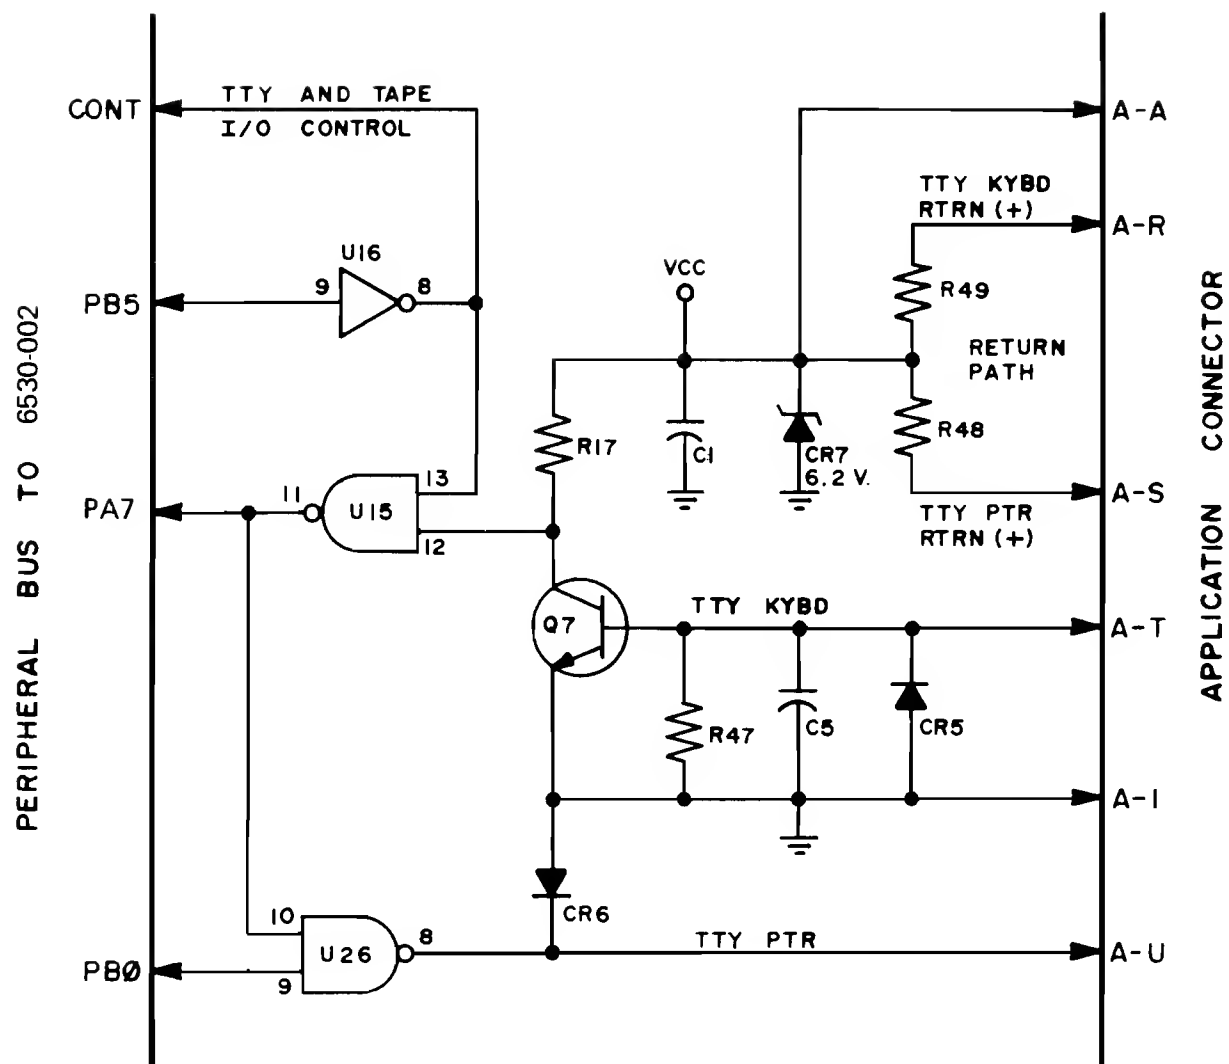 CONT
TTY AND TAPE
I/O CONTROL
A-A
TTY KYBD
RTRN (+)
A-R
U16
PB5
9
8
VCC
R49
RETURN
PATH
R17
C1
CR7
6.2 V.
R48
A-S
TTY PTR
RTRN (+)
PA7
11
U15
13
12
Q7
TTY KYBD
A-T
R47
C5
CR5
A-1
CR6
10
U26
8
9
TTY PTR
A-U
PBØ
PERIPHERAL BUS TO 6530-002
APPLICATION CONNECTOR